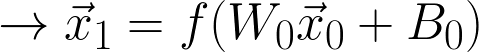 → x⃗₁ = f(W₀x⃗₀ + B₀)